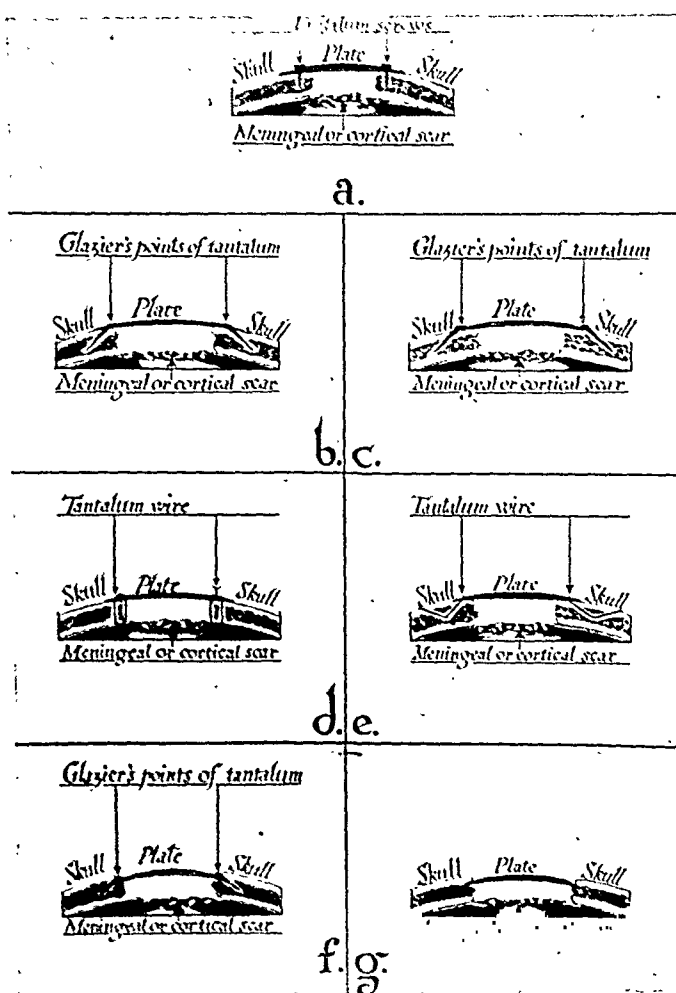 screws
Skull Plate Skull
Meningeal or cortical scar
a.
Glazier's points of tantalum
Skull Plate Skull
Meningeal or cortical scar
b.
Glazier's points of tantalum
Skull Plate Skull
Meningeal or cortical scar
c.
Tantalum wire
Skull Plate Skull
Meningeal or cortical scar
d.
Tantalum wire
Skull Plate Skull
Meningeal or cortical scar
e.
Glazier's points of tantalum
Skull Plate Skull
Meningeal or cortical scar
f.
Skull Plate Skull
g.